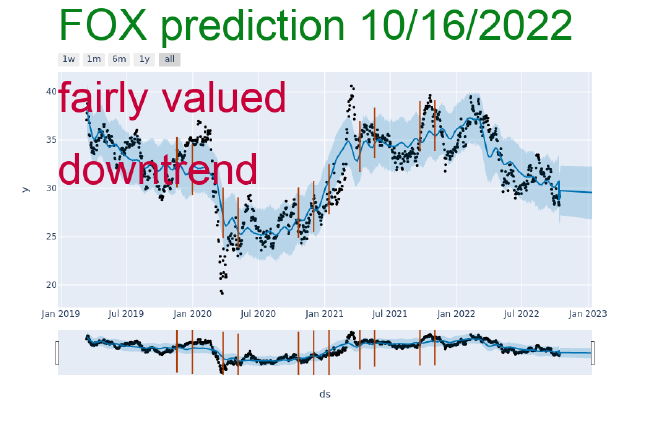 FOX prediction 10/16/2022
1w 1m 6m 1y all
fairly valued
downtrend
40
35
30
25
20
y
Jan 2019 Jul 2019 Jan 2020 Jul 2020 Jan 2021 Jul 2021 Jan 2022 Jul 2022 Jan 2023
ds